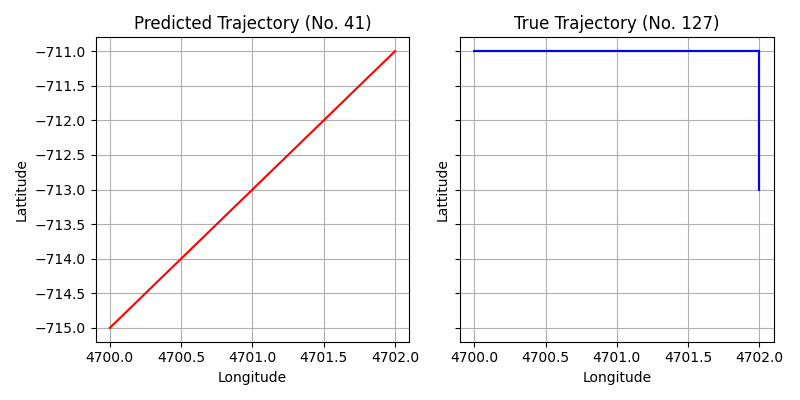 Predicted Trajectory (No. 41)
True Trajectory (No. 127)
Lattitude
−711.0
−711.5
−712.0
−712.5
−713.0
−713.5
−714.0
−714.5
−715.0
4700.0 4700.5 4701.0 4701.5 4702.0
Longitude
Lattitude
4700.0 4700.5 4701.0 4701.5 4702.0
Longitude